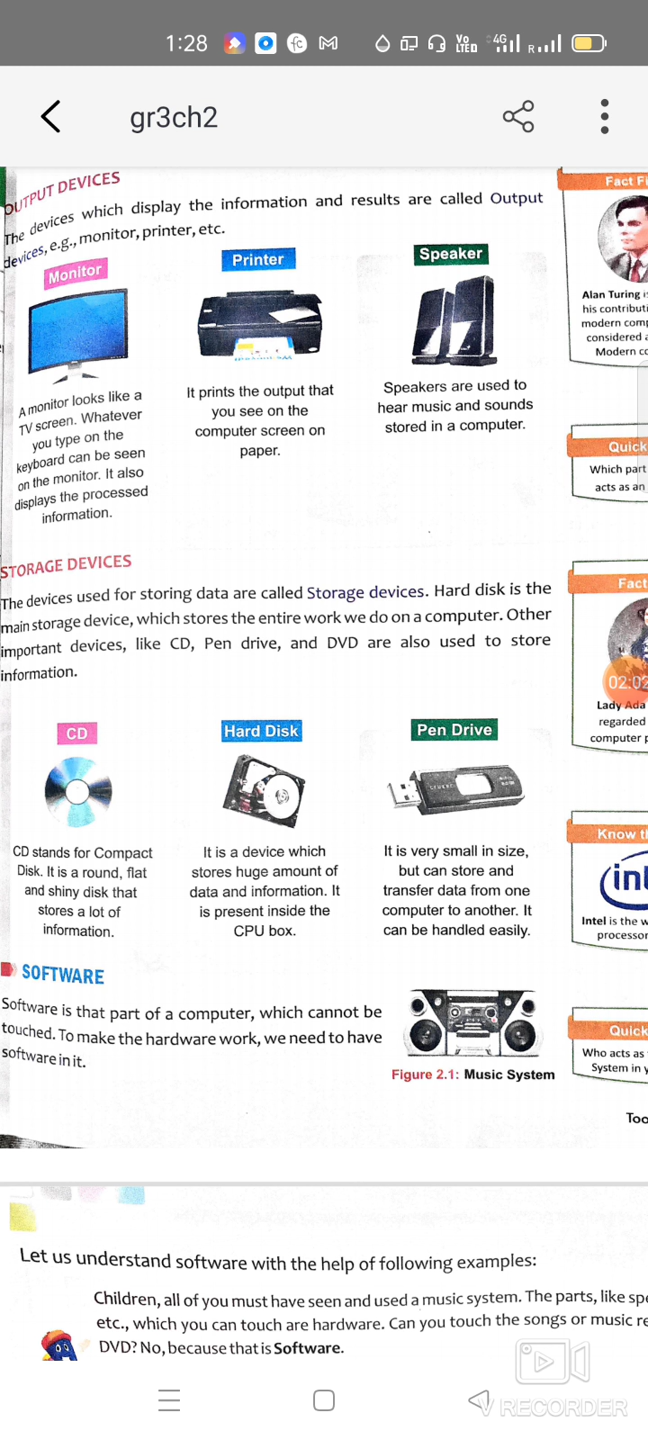 1:28
Vo
LTED
4G
R
gr3ch2
OUTPUT DEVICES
The devices which display the information and results are called Output
devices, e.g., monitor, printer, etc.
Monitor
A monitor looks like a
TV screen. Whatever
you type on the
keyboard can be seen
on the monitor. It also
displays the processed
information.
Printer
It prints the output that
you see on the
computer screen on
paper.
Speaker
Speakers are used to
hear music and sounds
stored in a computer.
STORAGE DEVICES
The devices used for storing data are called Storage devices. Hard disk is the
main storage device, which stores the entire work we do on a computer. Other
important devices, like CD, Pen drive, and DVD are also used to store
information.
CD
CD stands for Compact
Disk. It is a round, flat
and shiny disk that
stores a lot of
information.
Hard Disk
It is a device which
stores huge amount of
data and information. It
is present inside the
CPU box.
Pen Drive
It is very small in size,
but can store and
transfer data from one
computer to another. It
can be handled easily.
SOFTWARE
Software is that part of a computer, which cannot be
touched. To make the hardware work, we need to have
software in it.
Figure 2.1: Music System
Fact
Alan Turing
his
modern
considered
Modern
Quick
Which part
acts as an
Fact
02:02
Lady Ada
regarded
computer
Know
Intel is the
processor
Quick
Who acts as
System in
Let us understand software with the help of following examples:
Children, all of you must have seen and used a music system. The parts, like
etc., which you can touch are hardware. Can you touch the songs or music
DVD? No, because that is Software.
V RECORDER